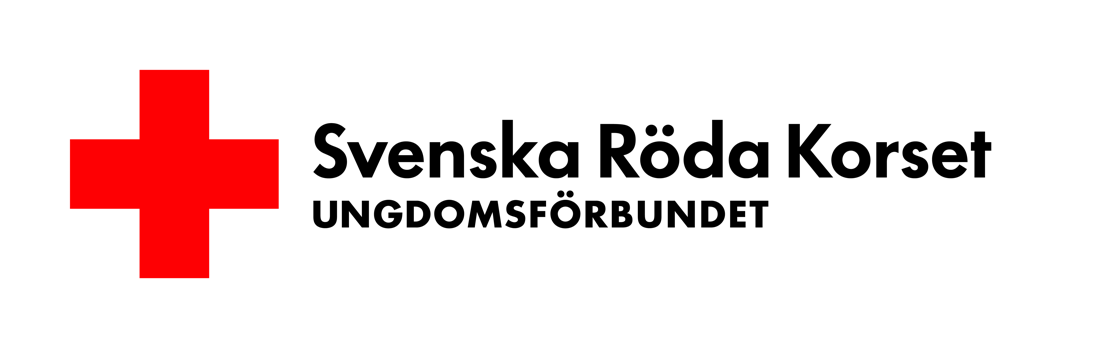 Svenska Röda Korset
UNGDOMSFÖRBUNDET